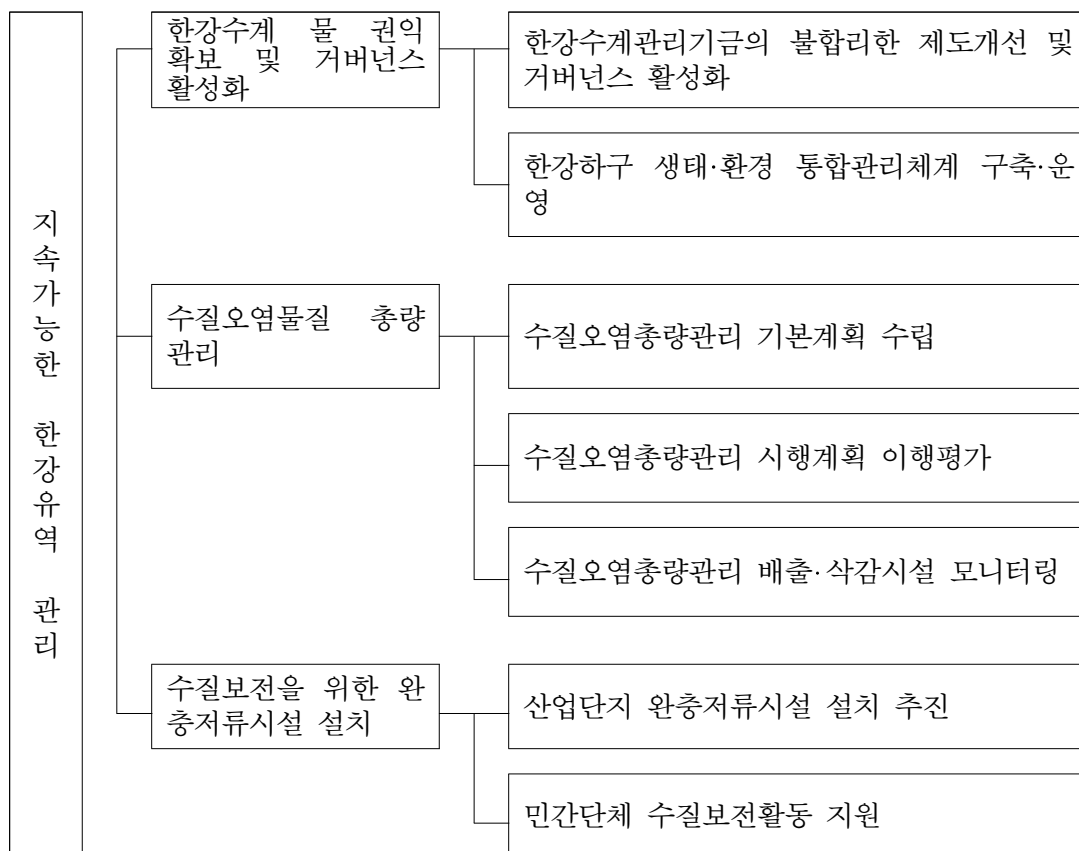 지속가능한 한강유역 관리
한강수계 물 권익
확보 및 거버넌스
활성화
한강수계관리기금의 불합리한 제도개선 및
거버넌스 활성화
한강하구 생태·환경 통합관리체계 구축·운
영
수질오염물질 총량
관리
수질오염총량관리 기본계획 수립
수질오염총량관리 시행계획 이행평가
수질오염총량관리 배출·삭감시설 모니터링
수질보전을 위한 완
충저류시설 설치
산업단지 완충저류시설 설치 추진
민간단체 수질보전활동 지원